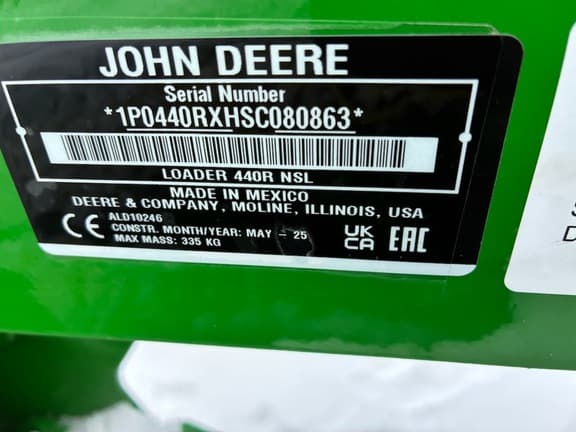 JOHN DEERE
Serial Number
*1P0440RXHSC080863*
LOADER 440R NSL
MADE IN MEXICO
DEERE & COMPANY, MOLINE, ILLINOIS, USA
ALD10246
CE CONSTR. MONTH/YEAR: MAY - 25 UK CA EAC
MAX MASS: 335 KG
S
D